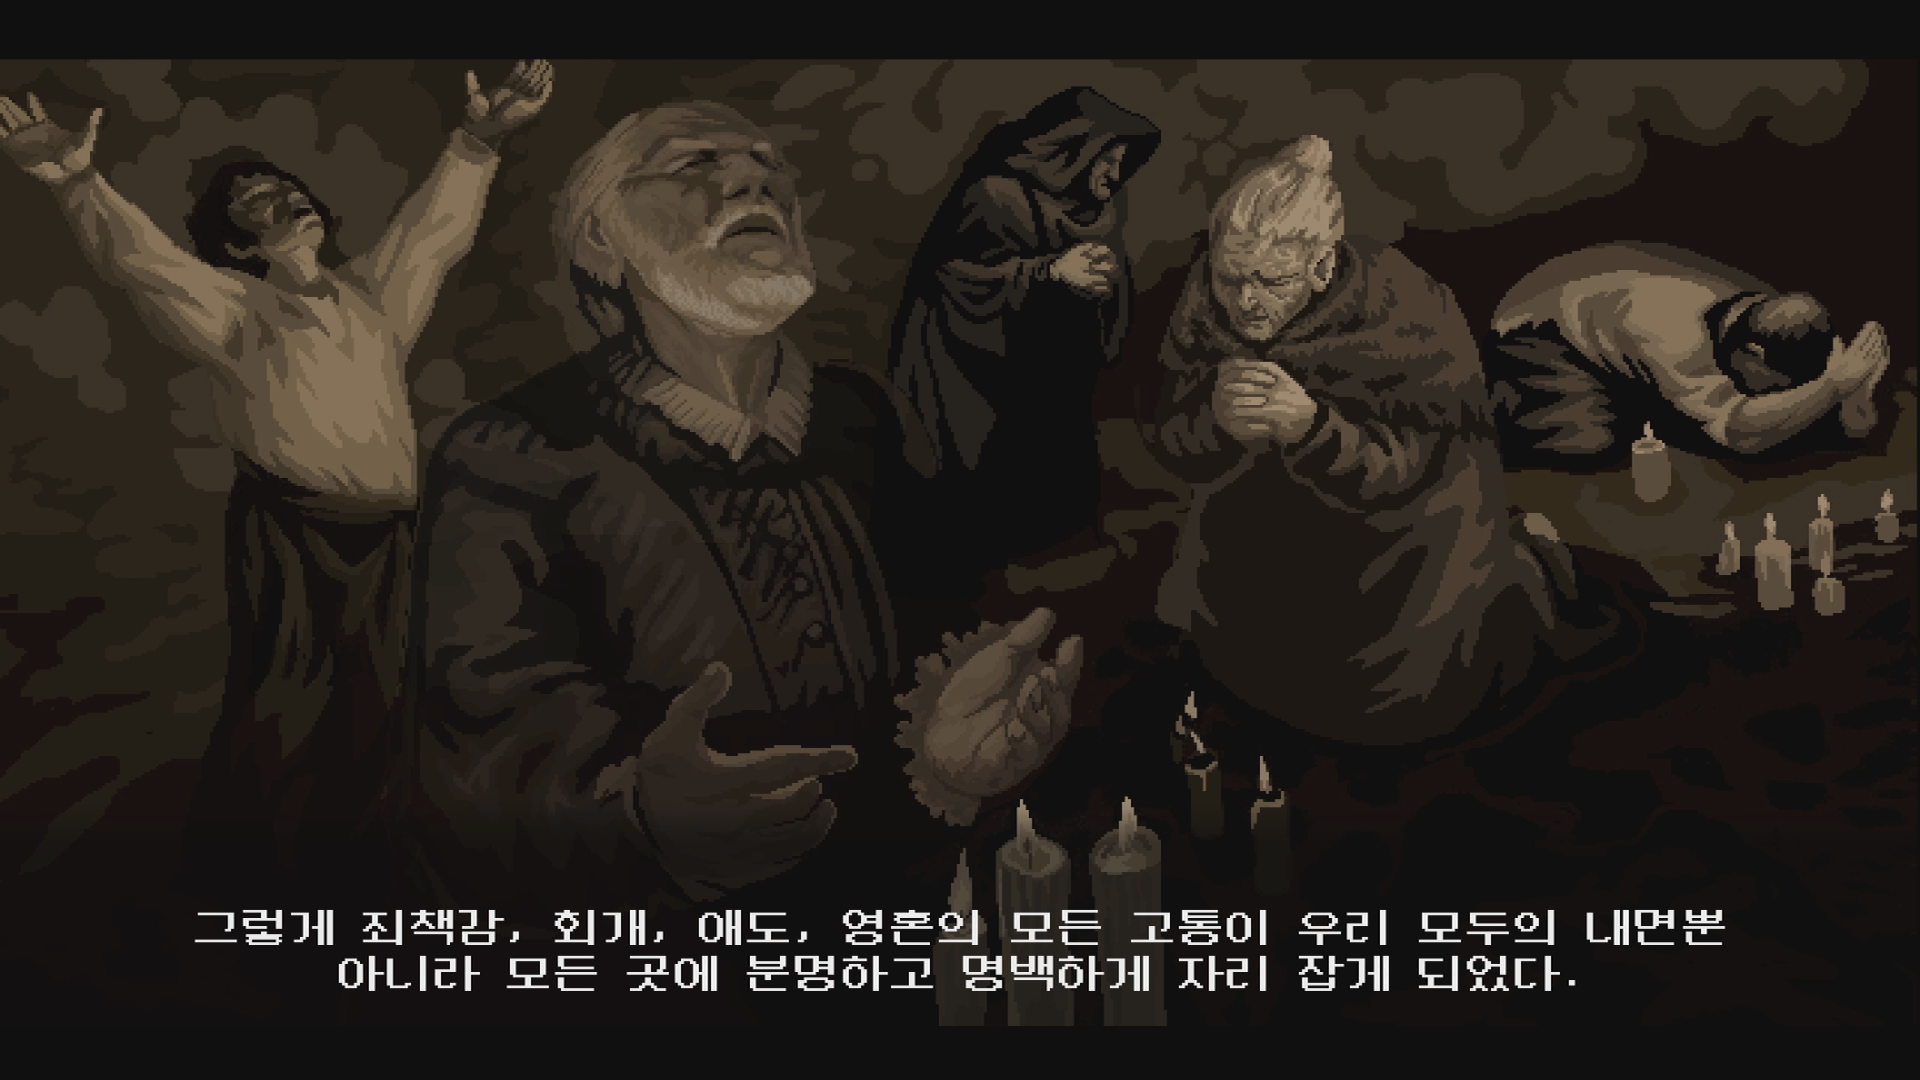 그렇게 죄책감, 회개, 애도, 영혼의 모든 고통이 우리 모두의 내면뿐
아니라 모든 곳에 분명하고 명백하게 자리 잡게 되었다.